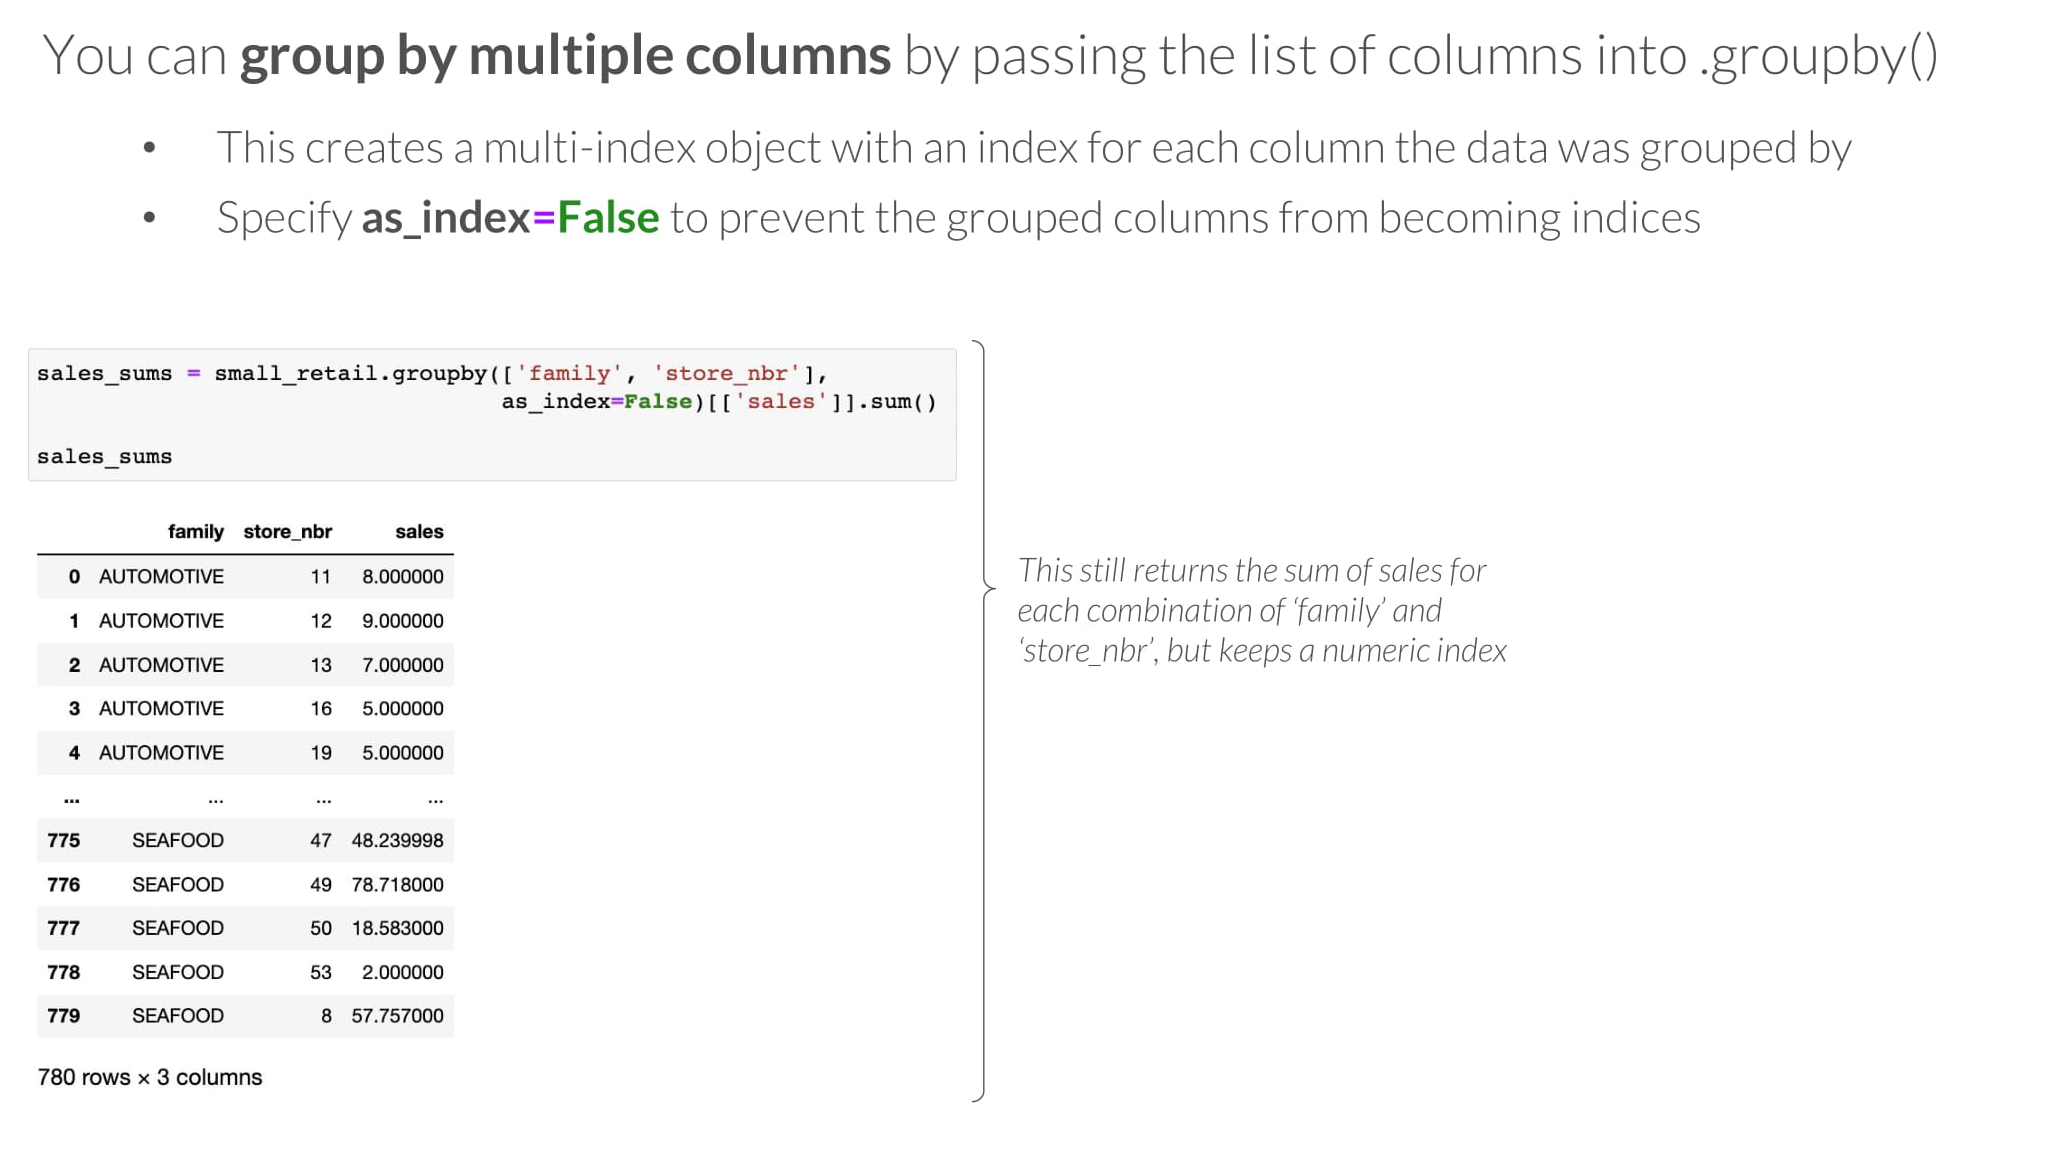 You can group by multiple columns by passing the list of columns into .groupby()
• This creates a multi-index object with an index for each column the data was grouped by
• Specify as_index=False to prevent the grouped columns from becoming indices
sales_sums = small_retail.groupby(['family', 'store_nbr'],
as_index=False)[['sales']].sum()
sales_sums
family store_nbr sales
0 AUTOMOTIVE 11 8.000000
1 AUTOMOTIVE 12 9.000000
2 AUTOMOTIVE 13 7.000000
3 AUTOMOTIVE 16 5.000000
4 AUTOMOTIVE 19 5.000000
... ... ... ...
775 SEAFOOD 47 48.239998
776 SEAFOOD 49 78.718000
777 SEAFOOD 50 18.583000
778 SEAFOOD 53 2.000000
779 SEAFOOD 8 57.757000
780 rows × 3 columns
This still returns the sum of sales for
each combination of ‘family’ and
‘store_nbr’, but keeps a numeric index